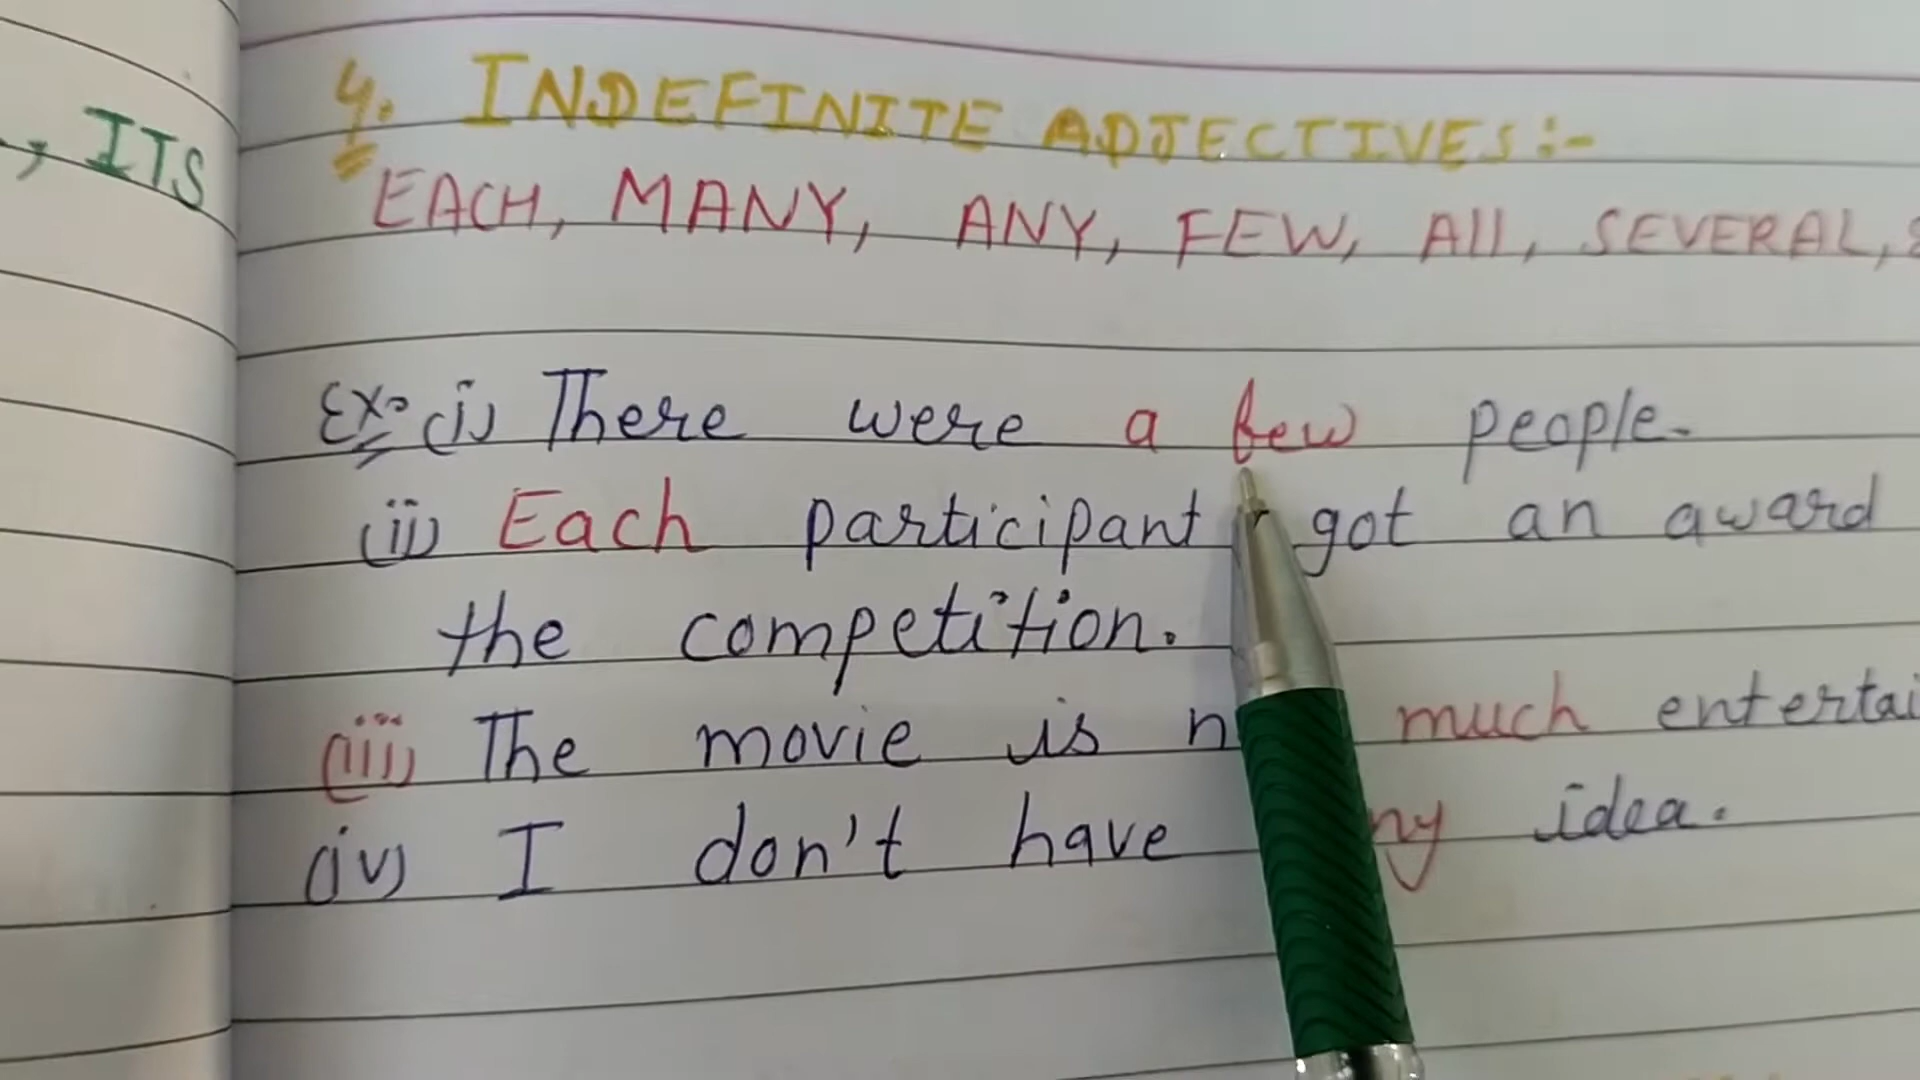 , ITS
4. INDEFINITE ADJECTIVES:-
EACH, MANY, ANY, FEW, All, SEVERAL,
Ex: (i) There were a few people.
(ii) Each participant got an award
the competition.
(iii) The movie is much
(iv) I don't have idea.